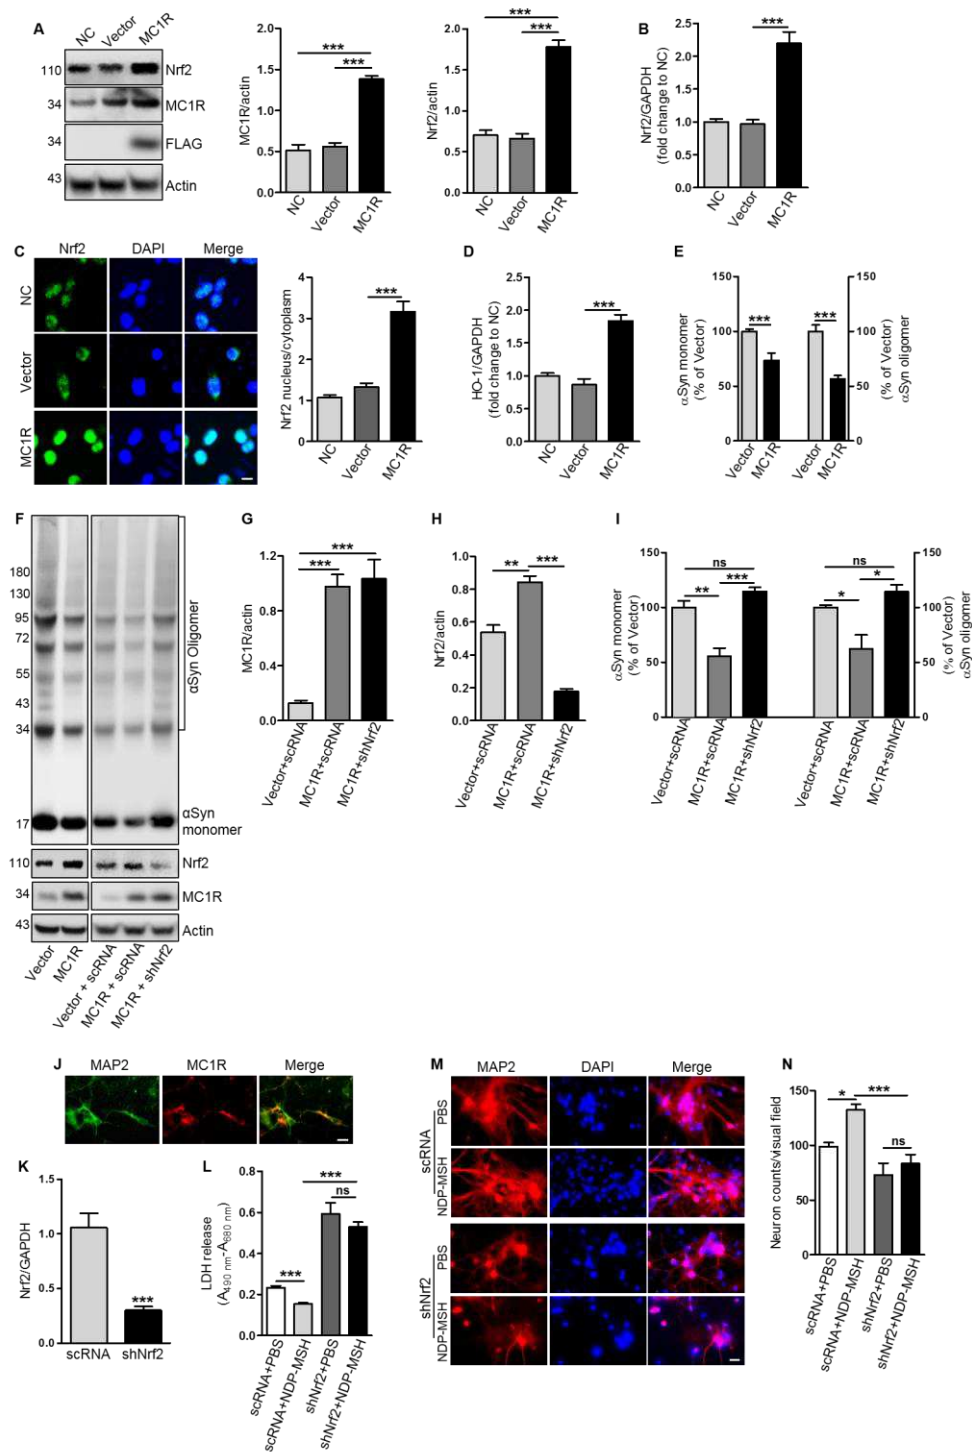 A
NC
Vector
MC1R
110
Nrf2
34
MC1R
34
FLAG
43
Actin
MC1R/actin
2.0
1.5
1.0
0.5
0.0
***
***
NC
Vector
MC1R
Nrf2/actin
2.0
1.5
1.0
0.5
0.0
***
***
NC
Vector
MC1R
B
Nrf2/GAPDH
(fold change to NC)
2.5
2.0
1.5
1.0
0.5
0.0
***
NC
Vector
MC1R
C
Nrf2
DAPI
Merge
NC
Vector
MC1R
Nrf2 nucleus/cytoplasm
4
3
2
1
0
***
NC
Vector
MC1R
D
HO-1/GAPDH
(fold change to NC)
2.5
2.0
1.5
1.0
0.5
0.0
***
NC
Vector
MC1R
E
αSyn monomer
(% of Vector)
150
100
50
0
***
***
Vector
MC1R
Vector
MC1R
150
100
50
0
(% of Vector)
αSyn oligomer
F
180
130
95
72
55
43
34
17
αSyn Oligomer
αSyn
monomer
110
Nrf2
34
MC1R
43
Actin
Vector
MC1R
Vector + scRNA
MC1R + scRNA
MC1R + shNrf2
G
MC1R/actin
1.2
0.8
0.4
0.0
***
***
Vector+scRNA
MC1R+scRNA
MC1R+shNrf2
H
Nrf2/actin
1.0
0.8
0.6
0.4
0.2
0.0
**
***
Vector+scRNA
MC1R+scRNA
MC1R+shNrf2
I
αSyn monomer
(% of Vector)
150
100
50
0
ns
**
***
ns
*
*
Vector+scRNA
MC1R+scRNA
MC1R+shNrf2
Vector+scRNA
MC1R+scRNA
MC1R+shNrf2
150
100
50
0
(% of Vector)
αSyn oligomer
J
MAP2
MC1R
Merge
K
Nrf2/GAPDH
1.5
1.0
0.5
0.0
***
scRNA
shNrf2
L
LDH release
(A490 nm-A680 nm)
0.8
0.6
0.4
0.2
0.0
***
***
ns
scRNA+PBS
scRNA+NDP-MSH
shNrf2+PBS
shNrf2+NDP-MSH
M
MAP2
DAPI
Merge
scRNA
PBS
NDP-MSH
shNrf2
PBS
NDP-MSH
N
Neuron counts/visual field
150
100
50
0
*
***
ns
scRNA+PBS
scRNA+NDP-MSH
shNrf2+PBS
shNrf2+NDP-MSH